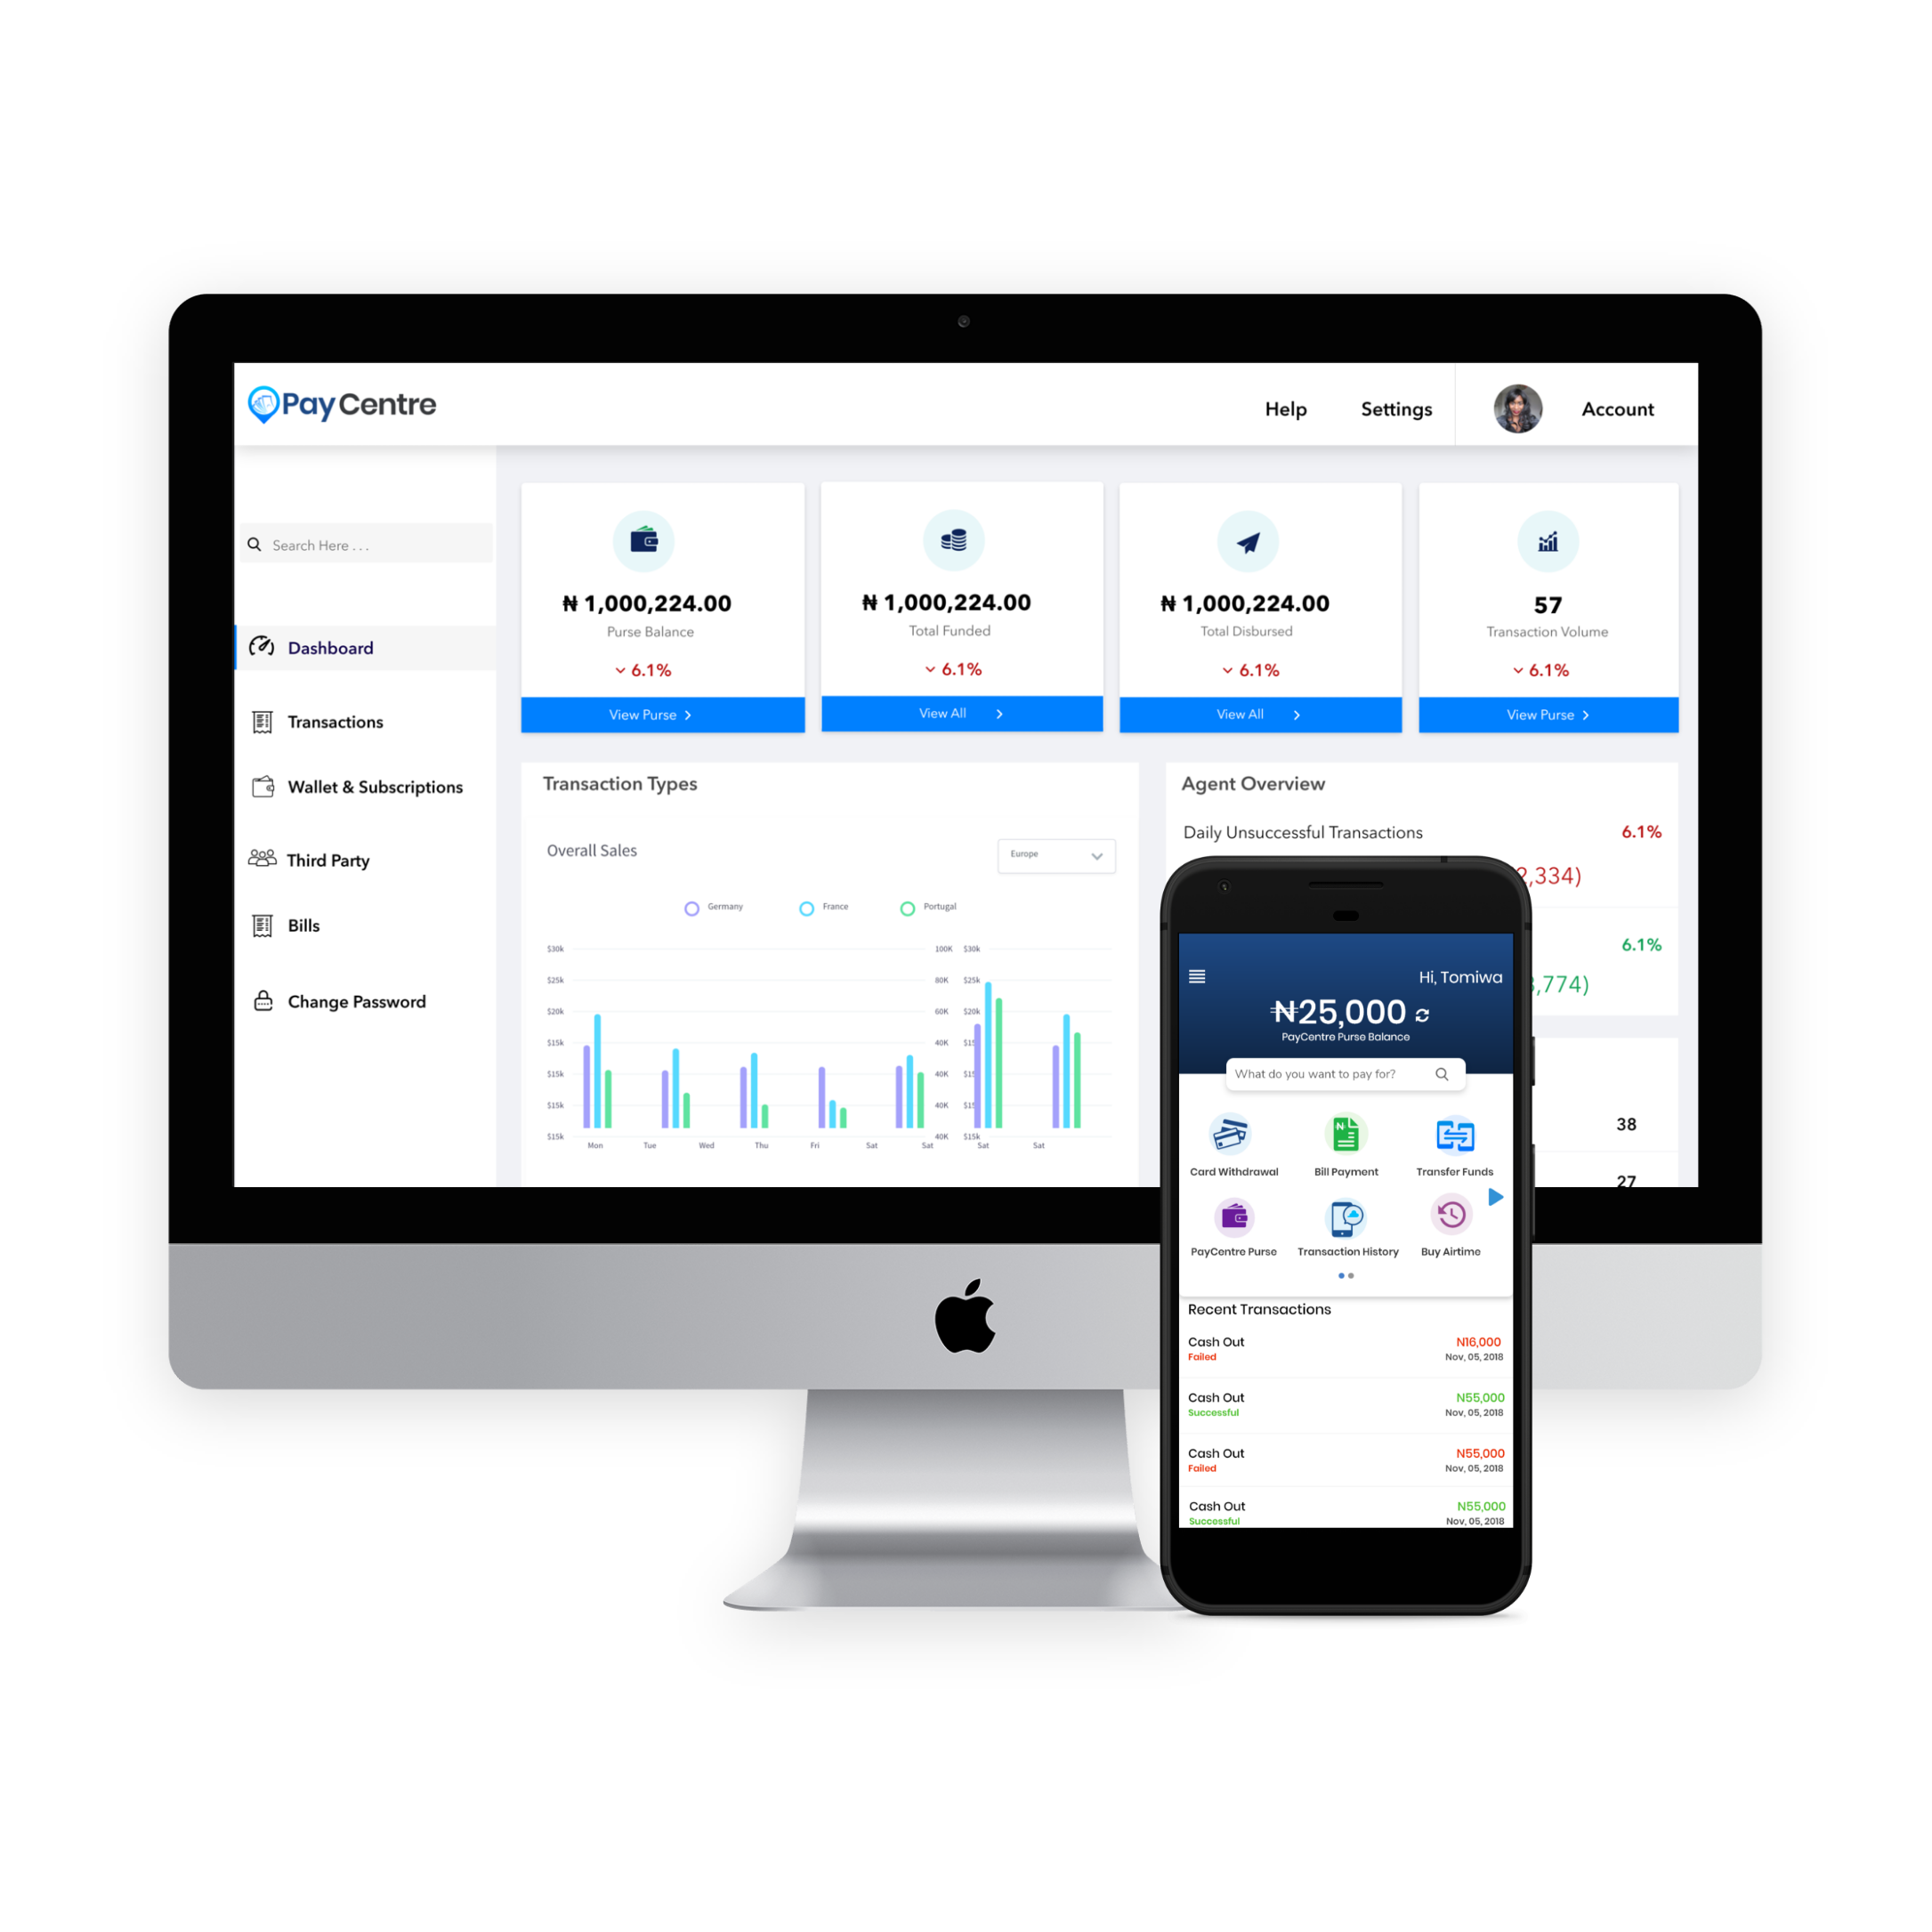 Pay Centre
Help
Settings
Account
Search Here . . .
Dashboard
Transactions
Wallet & Subscriptions
Third Party
Bills
Change Password
₦ 1,000,224.00
Purse Balance
6.1%
View Purse
₦ 1,000,224.00
Total Funded
6.1%
View All
₦ 1,000,224.00
Total Disbursed
6.1%
View All
57
Transaction Volume
6.1%
View Purse
Transaction Types
Overall Sales
Europe
Germany
France
Portugal
$30k
$25k
$20k
$15k
$15k
$15k
$15k
100K
80K
60K
40K
40K
40K
40K
$30k
$25k
$20k
$15
$15
$15
$15k
Mon
Tue
Wed
Thu
Fri
Sat
Sat
Sat
Sat
Agent Overview
Daily Unsuccessful Transactions
6.1%
2,334)
6.1%
,774)
38
27
Hi, Tomiwa
₦25,000
PayCentre Purse Balance
What do you want to pay for?
Card Withdrawal
Bill Payment
Transfer Funds
PayCentre Purse
Transaction History
Buy Airtime
Recent Transactions
Cash Out
N16,000
Failed
Nov, 05, 2018
Cash Out
N55,000
Successful
Nov, 05, 2018
Cash Out
N55,000
Failed
Nov, 05, 2018
Cash Out
N55,000
Successful
Nov, 05, 2018